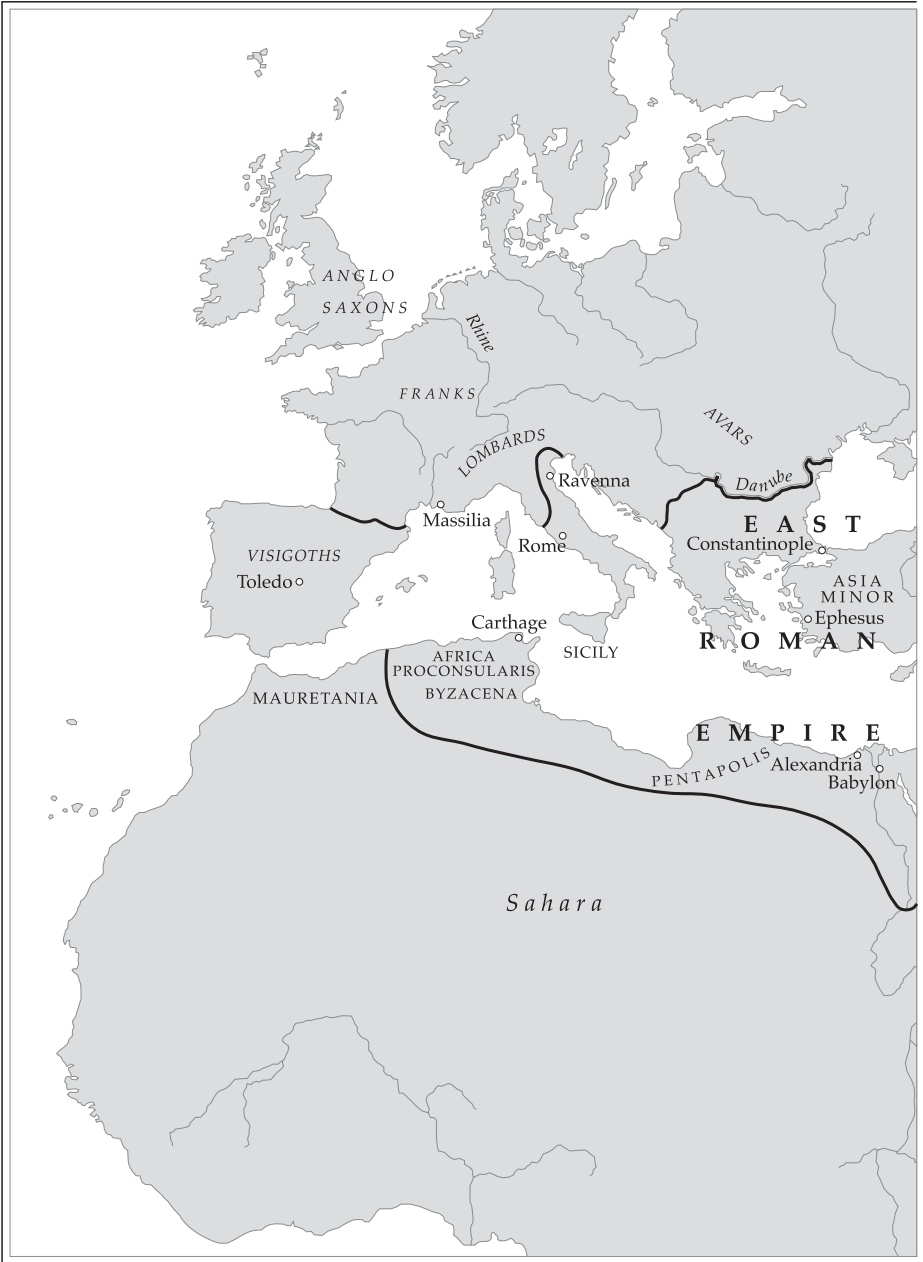 ANGLO
SAXONS
Rhine
FRANKS
AVARS
LOMBARDS
Ravenna
Danube
Massilia
EAST
Rome
Constantinople
VISIGOTHS
Toledo
ASIA
MINOR
Ephesus
Carthage
ROMAN
SICILY
AFRICA
PROCONSULARIS
BYZACENA
MAURETANIA
EMPIRE
PENTAPOLIS
Alexandria
Babylon
Sahara